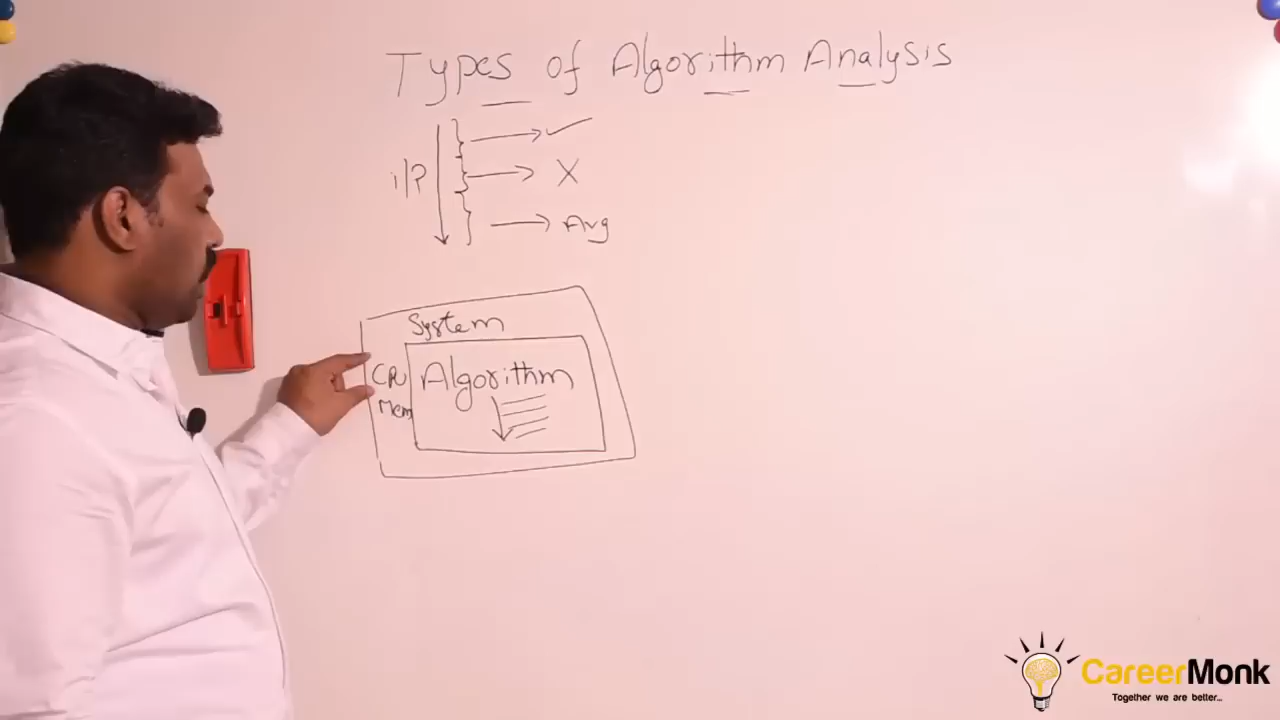 Types of Algorithm Analysis
i/P
✓
X
Avg
System
CPU
Algorithm
Mem
CareerMonk
Together we are better...